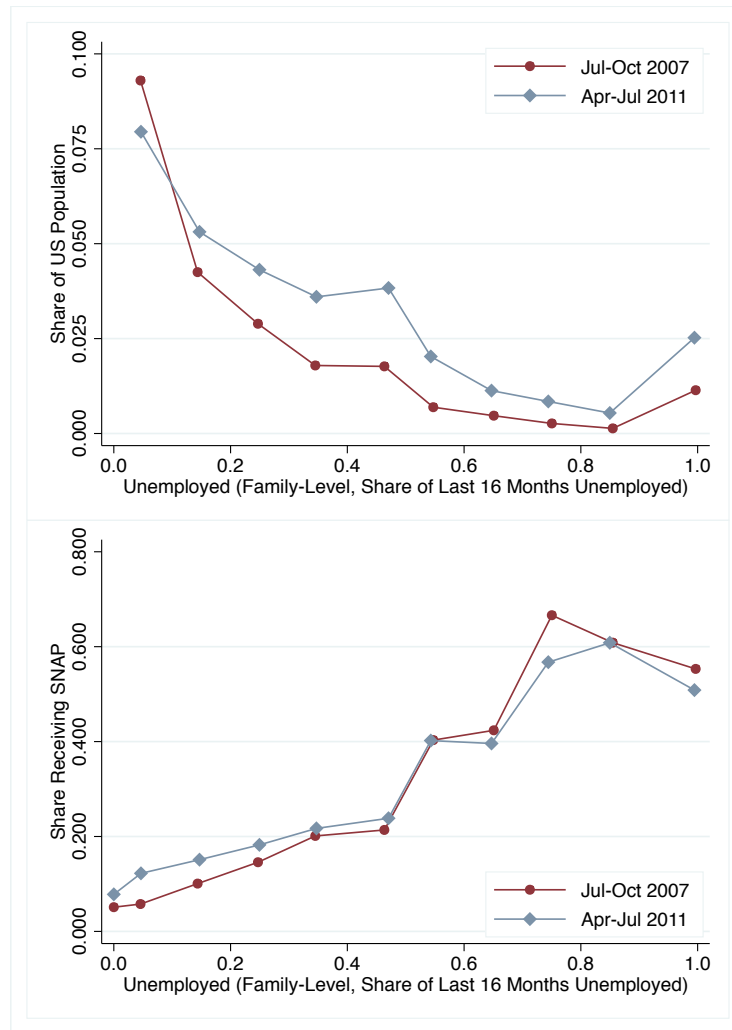 Share of US Population
0.100
0.075
0.050
0.025
0.000
Jul-Oct 2007
Apr-Jul 2011
0.0 0.2 0.4 0.6 0.8 1.0
Unemployed (Family-Level, Share of Last 16 Months Unemployed)
Share Receiving SNAP
0.800
0.600
0.400
0.200
0.000
Jul-Oct 2007
Apr-Jul 2011
0.0 0.2 0.4 0.6 0.8 1.0
Unemployed (Family-Level, Share of Last 16 Months Unemployed)